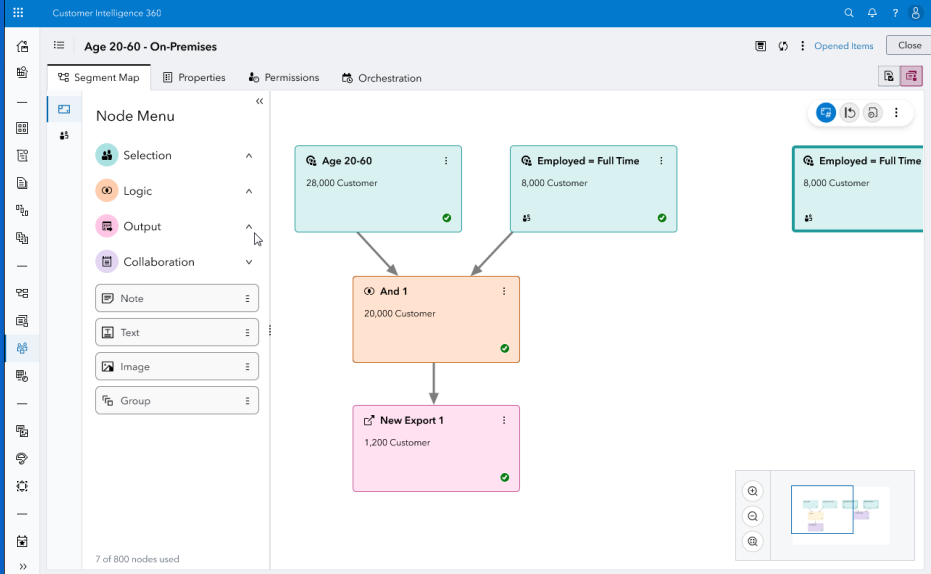 Customer Intelligence 360
?
8
Age 20-60 - On-Premises
Opened Items
Close
Segment Map
Properties
Permissions
Orchestration
Node Menu
Selection
Logic
Output
Collaboration
Note
Text
Image
Group
7 of 800 nodes used
Age 20-60
28,000 Customer
Employed = Full Time
8,000 Customer
Employed = Full Time
8,000 Customer
And 1
20,000 Customer
New Export 1
1,200 Customer